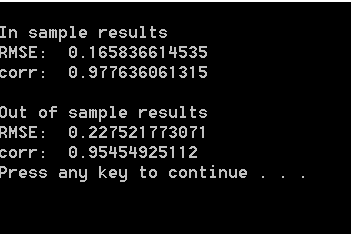 In sample results
RMSE:  0.165836614535
corr:  0.977636061315
Out of sample results
RMSE:  0.227521773071
corr:  0.95454925112
Press any key to continue . . .